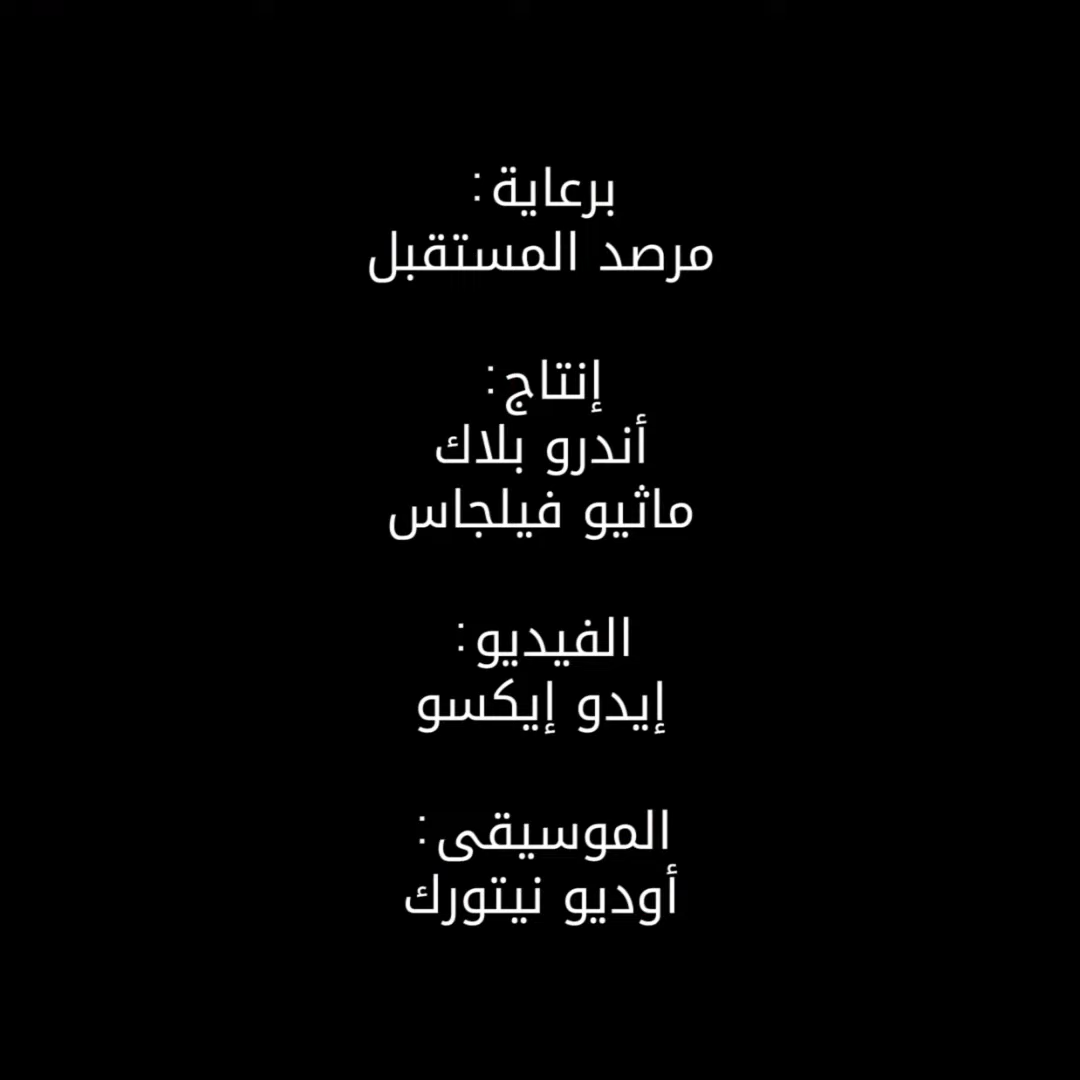 برعاية:
مرصد المستقبل
إنتاج:
أندرو بلاك
ماثيو فيلجاس
الفيديو:
إيدو إيكسو
الموسيقى:
أوديو نيتورك